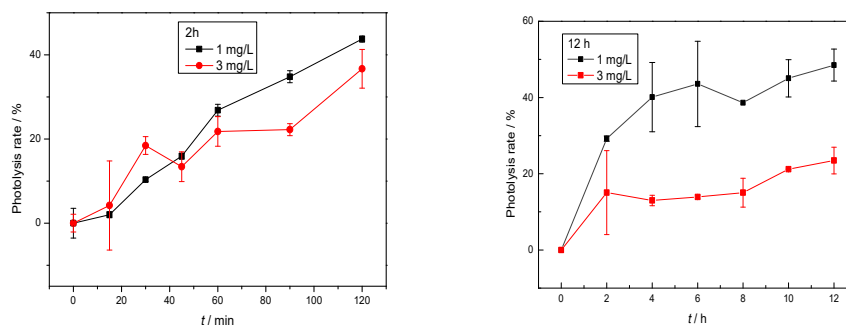 2h
1 mg/L
3 mg/L
Photolysis rate / %
40
20
0
0
20
40
60
80
100
120
t / min
12 h
1 mg/L
3 mg/L
Photolysis rate / %
60
40
20
0
0
2
4
6
8
10
12
t / h